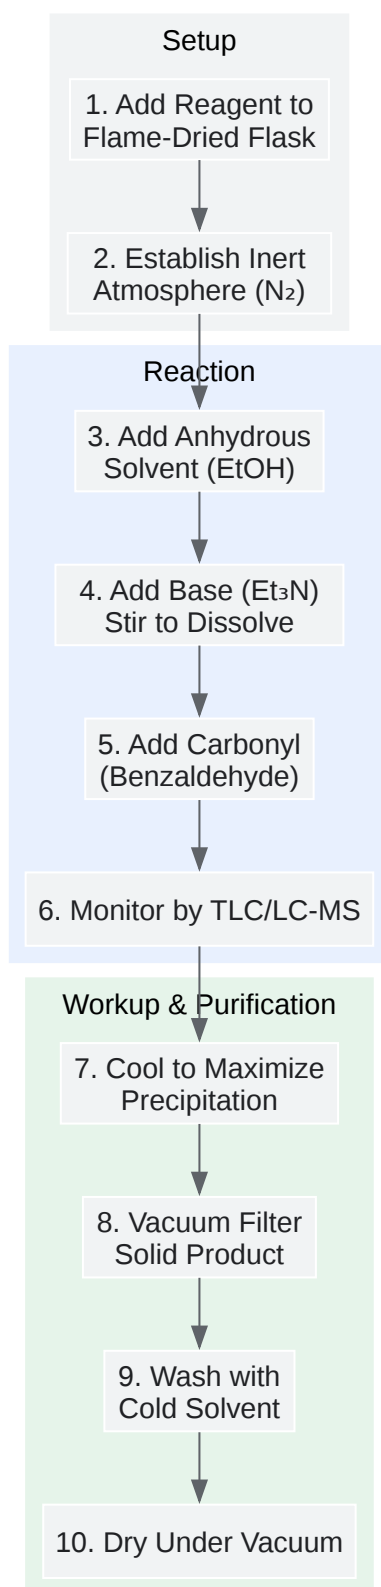 Setup
1. Add Reagent to
Flame-Dried Flask
2. Establish Inert
Atmosphere (N₂)
Reaction
3. Add Anhydrous
Solvent (EtOH)
4. Add Base (Et₃N)
Stir to Dissolve
5. Add Carbonyl
(Benzaldehyde)
6. Monitor by TLC/LC-MS
Workup & Purification
7. Cool to Maximize
Precipitation
8. Vacuum Filter
Solid Product
9. Wash with
Cold Solvent
10. Dry Under Vacuum